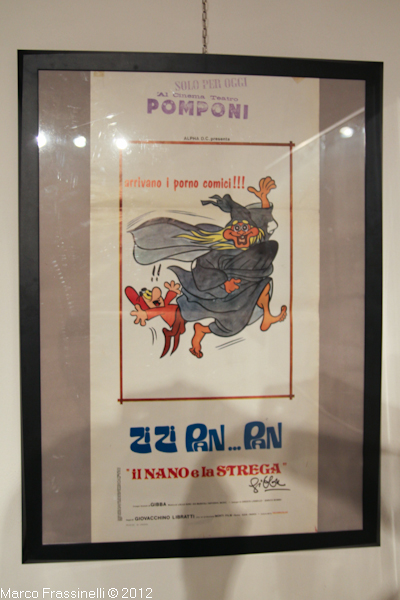 SOLO PER OGGI
Al Cinema Teatro
POMPONI
ALPHA D.C. presenta
arrivano i porno comici!!!
!!
ZI ZI PAN...PAN
"il NANO e la STREGA"
Gibba
GIBBA
GIOVACCHINO LIBRATTI
Marco Frassinelli © 2012